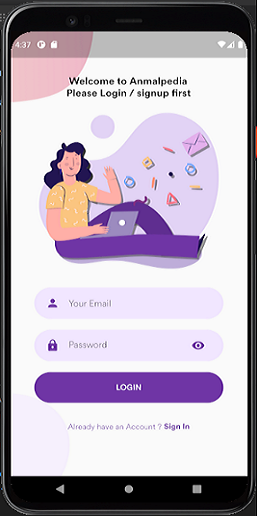 4:37
Welcome to Anmalpedia
Please Login / signup first
Your Email
Password
LOGIN
Already have an Account ? Sign In